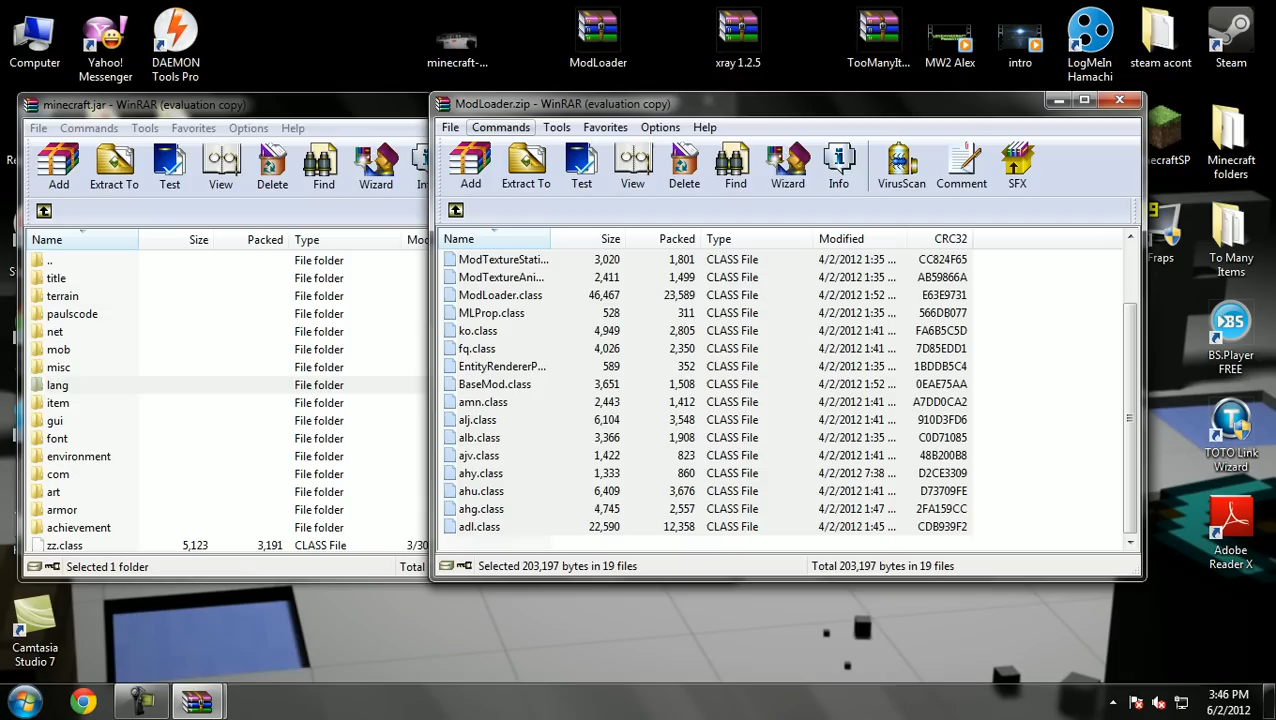 Computer
Yahoo!
Messenger
DAEMON
Tools Pro
minecraft-...
ModLoader
xray 1.2.5
TooManyIt...
MW2 Alex
intro
LogMeIn
Hamachi
steam acont
Steam
minecraft.jar - WinRAR (evaluation copy)
File Commands Tools Favorites Options Help
Add Extract To Test View Delete Find Wizard
Name Size Packed Type
..  File folder
title File folder
terrain File folder
paulscode File folder
net File folder
mob File folder
misc File folder
lang File folder
item File folder
gui File folder
font File folder
environment File folder
com File folder
art File folder
armor File folder
achievement File folder
zz.class 5,123 3,191 CLASS File 3/30
Selected 1 folder Total
ModLoader.zip - WinRAR (evaluation copy)
File Commands Tools Favorites Options Help
Add Extract To Test View Delete Find Wizard Info VirusScan Comment SFX
Name Size Packed Type Modified CRC32
ModTextureStati... 3,020 1,801 CLASS File 4/2/2012 1:35 ... CC824F65
ModTextureAni... 2,411 1,499 CLASS File 4/2/2012 1:35 ... AB59866A
ModLoader.class 46,467 23,589 CLASS File 4/2/2012 1:52 ... E63E9731
MLProp.class 528 311 CLASS File 4/2/2012 1:35 ... 566DB077
ko.class 4,949 2,805 CLASS File 4/2/2012 1:41 ... FA6B5C5D
fq.class 4,026 2,350 CLASS File 4/2/2012 1:41 ... 7D85EDD1
EntityRendererP... 589 352 CLASS File 4/2/2012 1:35 ... 1BDDB5C4
BaseMod.class 3,651 1,508 CLASS File 4/2/2012 1:52 ... 0EAE75AA
amn.class 2,443 1,412 CLASS File 4/2/2012 1:41 ... A7DD0CA2
alj.class 6,104 3,548 CLASS File 4/2/2012 1:41 ... 910D3FD6
alb.class 3,366 1,908 CLASS File 4/2/2012 1:35 ... C0D71085
ajv.class 1,422 823 CLASS File 4/2/2012 1:41 ... 48B200B8
ahy.class 1,333 860 CLASS File 4/2/2012 7:38 ... D2CE3309
ahu.class 6,409 3,676 CLASS File 4/2/2012 1:41 ... D73709FE
ahg.class 4,745 2,557 CLASS File 4/2/2012 1:47 ... 2FA159CC
adl.class 22,590 12,358 CLASS File 4/2/2012 1:45 ... CDB939F2
Selected 203,197 bytes in 19 files Total 203,197 bytes in 19 files
ecraftSP
Minecraft
folders
Fraps
To Many
Items
BS.Player
FREE
TOTO Link
Wizard
Adobe
Reader X
Camtasia
Studio 7
3:46 PM
6/2/2012